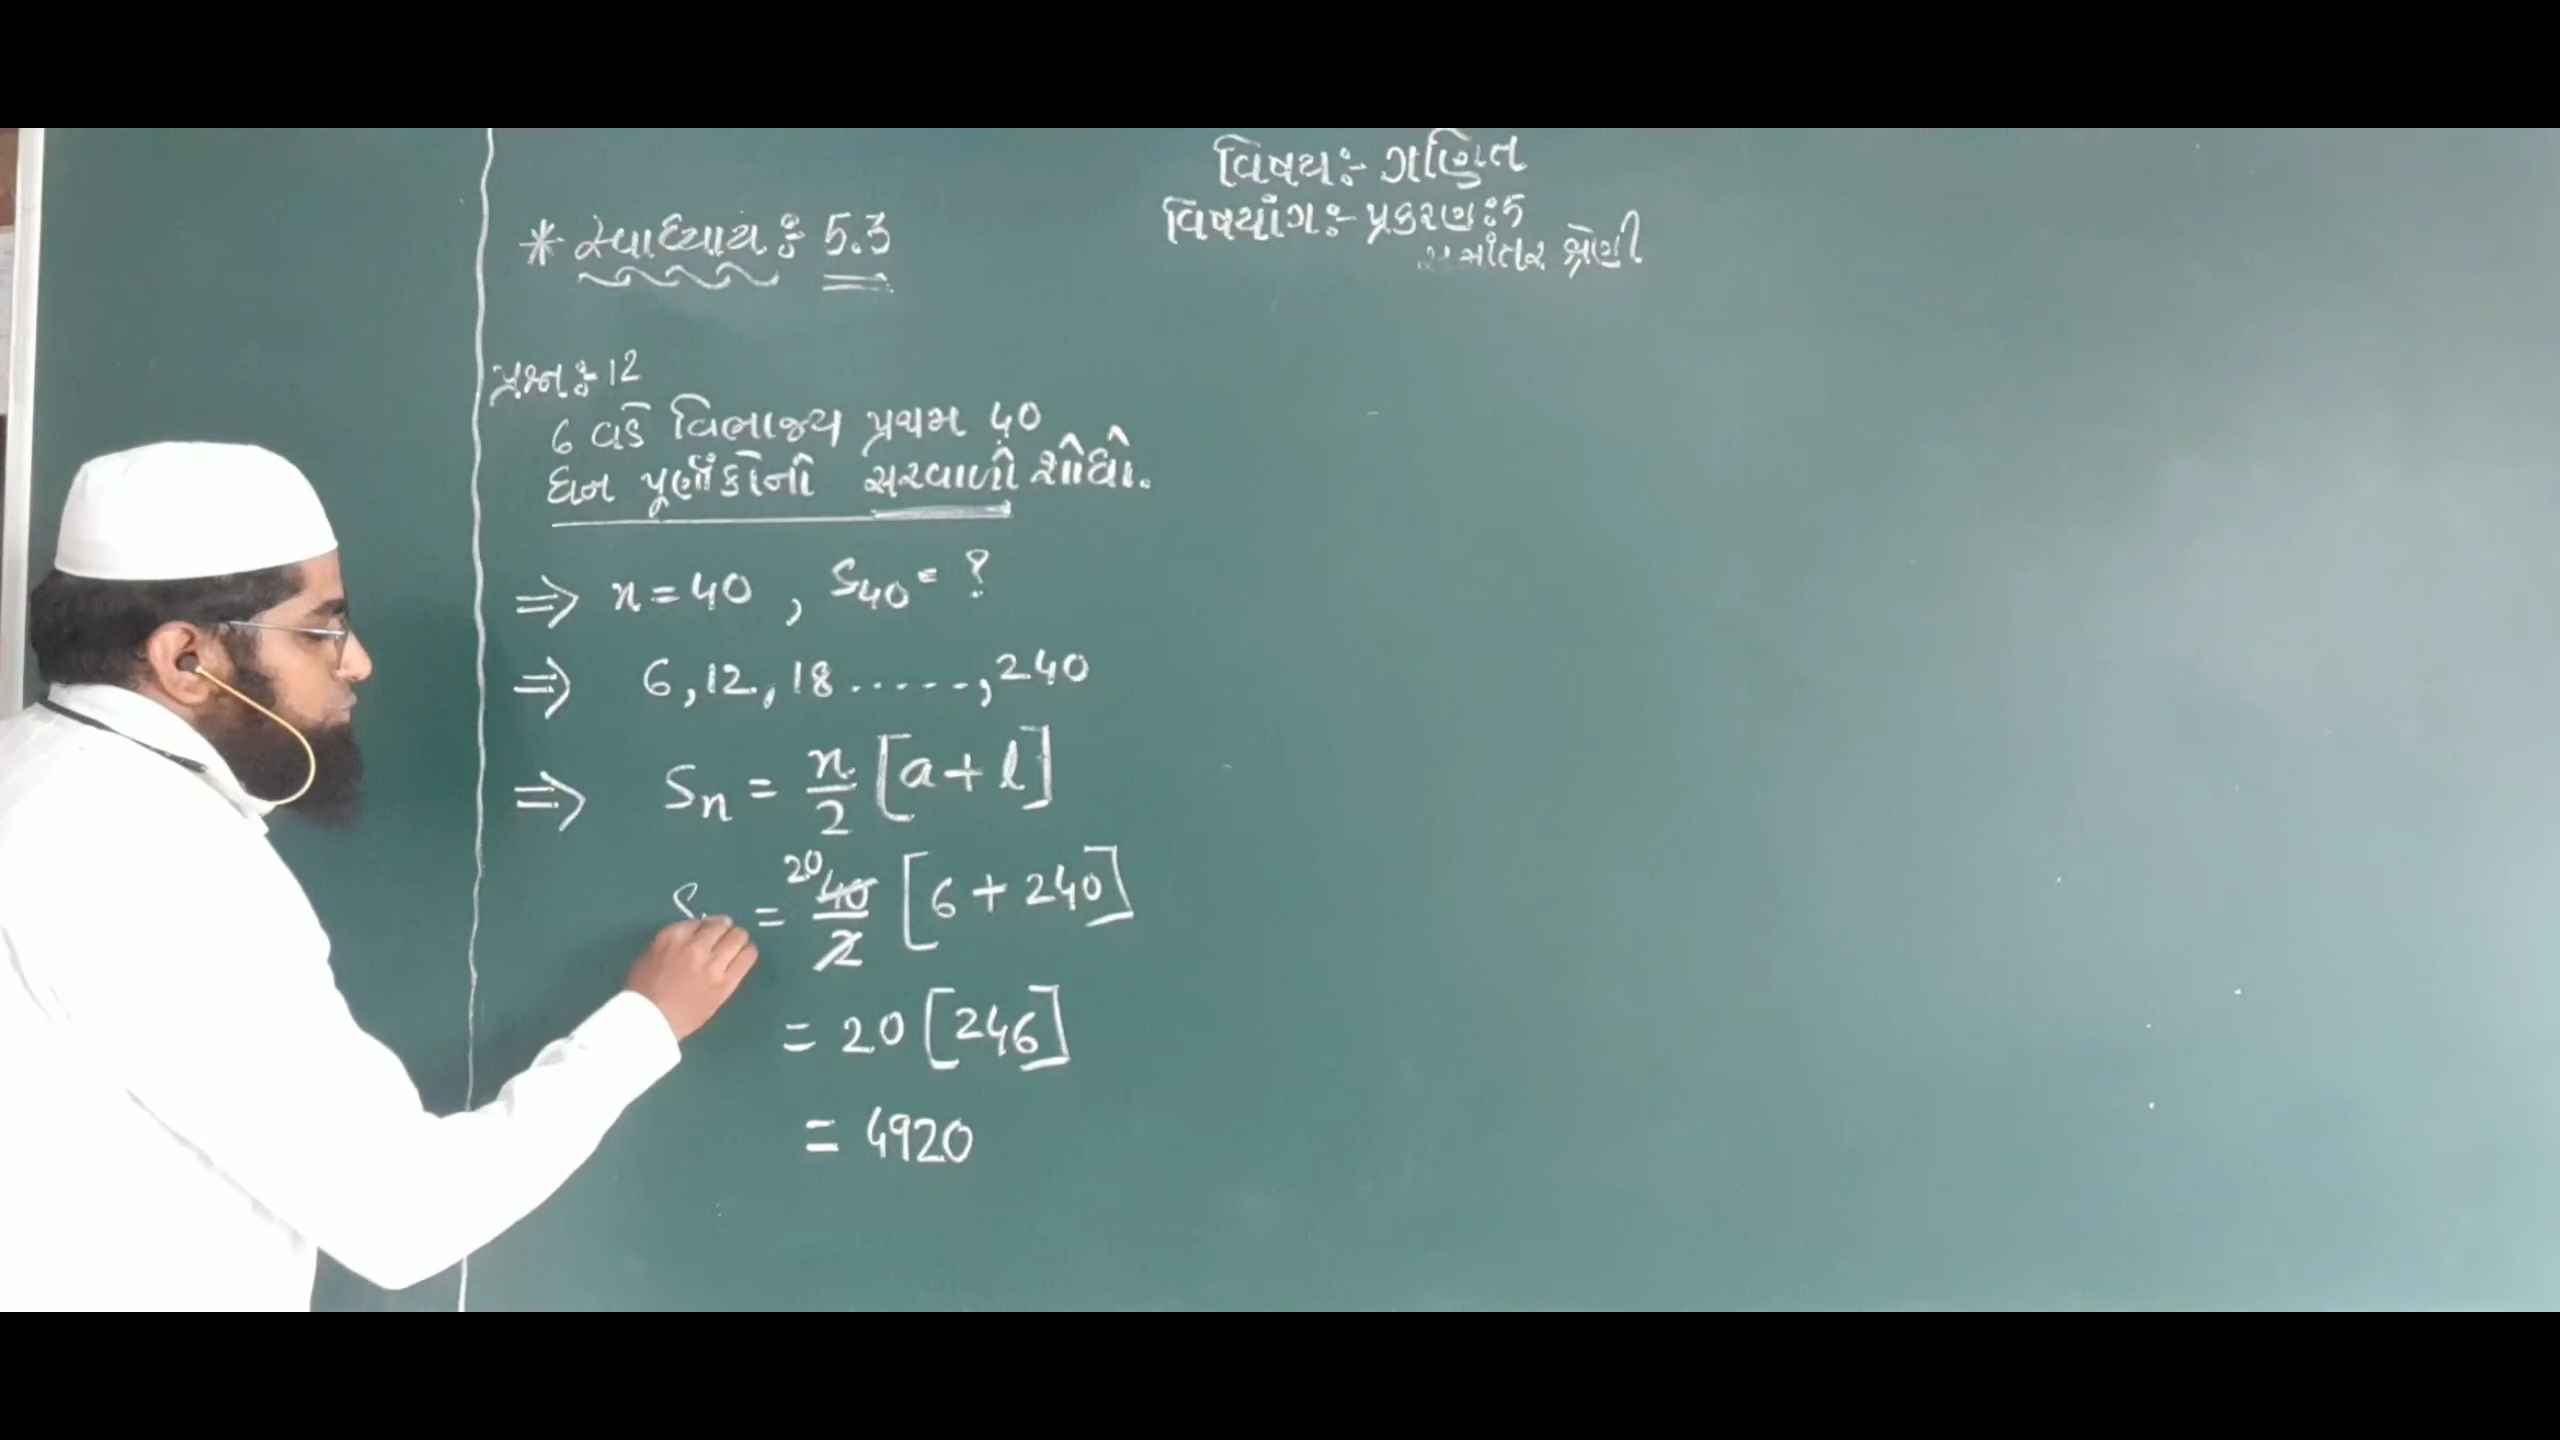 વિષય:- ગણિત
વિષયાંગ:- પ્રકરણ:5
સમાંતર શ્રેણી
* સ્વાધ્યાય: 5.3
પ્રશ્ન:- 12
6 વડે વિભાજ્ય પ્રથમ 40
ધન પૂર્ણાંકોનો સરવાળો શોધો.
⇒ n = 40 , S40 = ?
⇒ 6, 12, 18 ......, 240
⇒ Sn = n/2 [a + l]
S = 20 40/2 [6 + 240]
= 20 [246]
= 4920